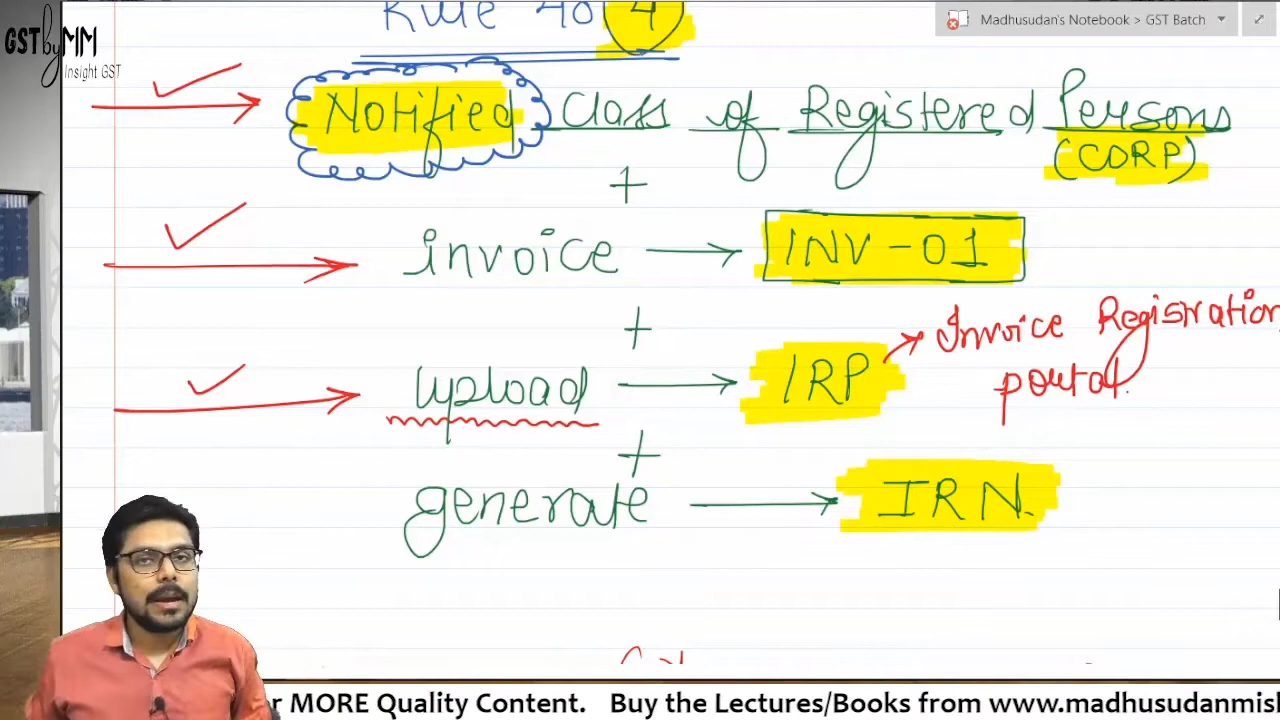 Rule 48 4
Madhusudan's Notebook > GST Batch
GST by MM
Insight GST
Notified Class of Registered Persons
(CORP)
+
invoice → INV-01
+
upload → IRP → Invoice Registration
portal.
+
generate → IRN.
r MORE Quality Content. Buy the Lectures/Books from www.madhusudanmis